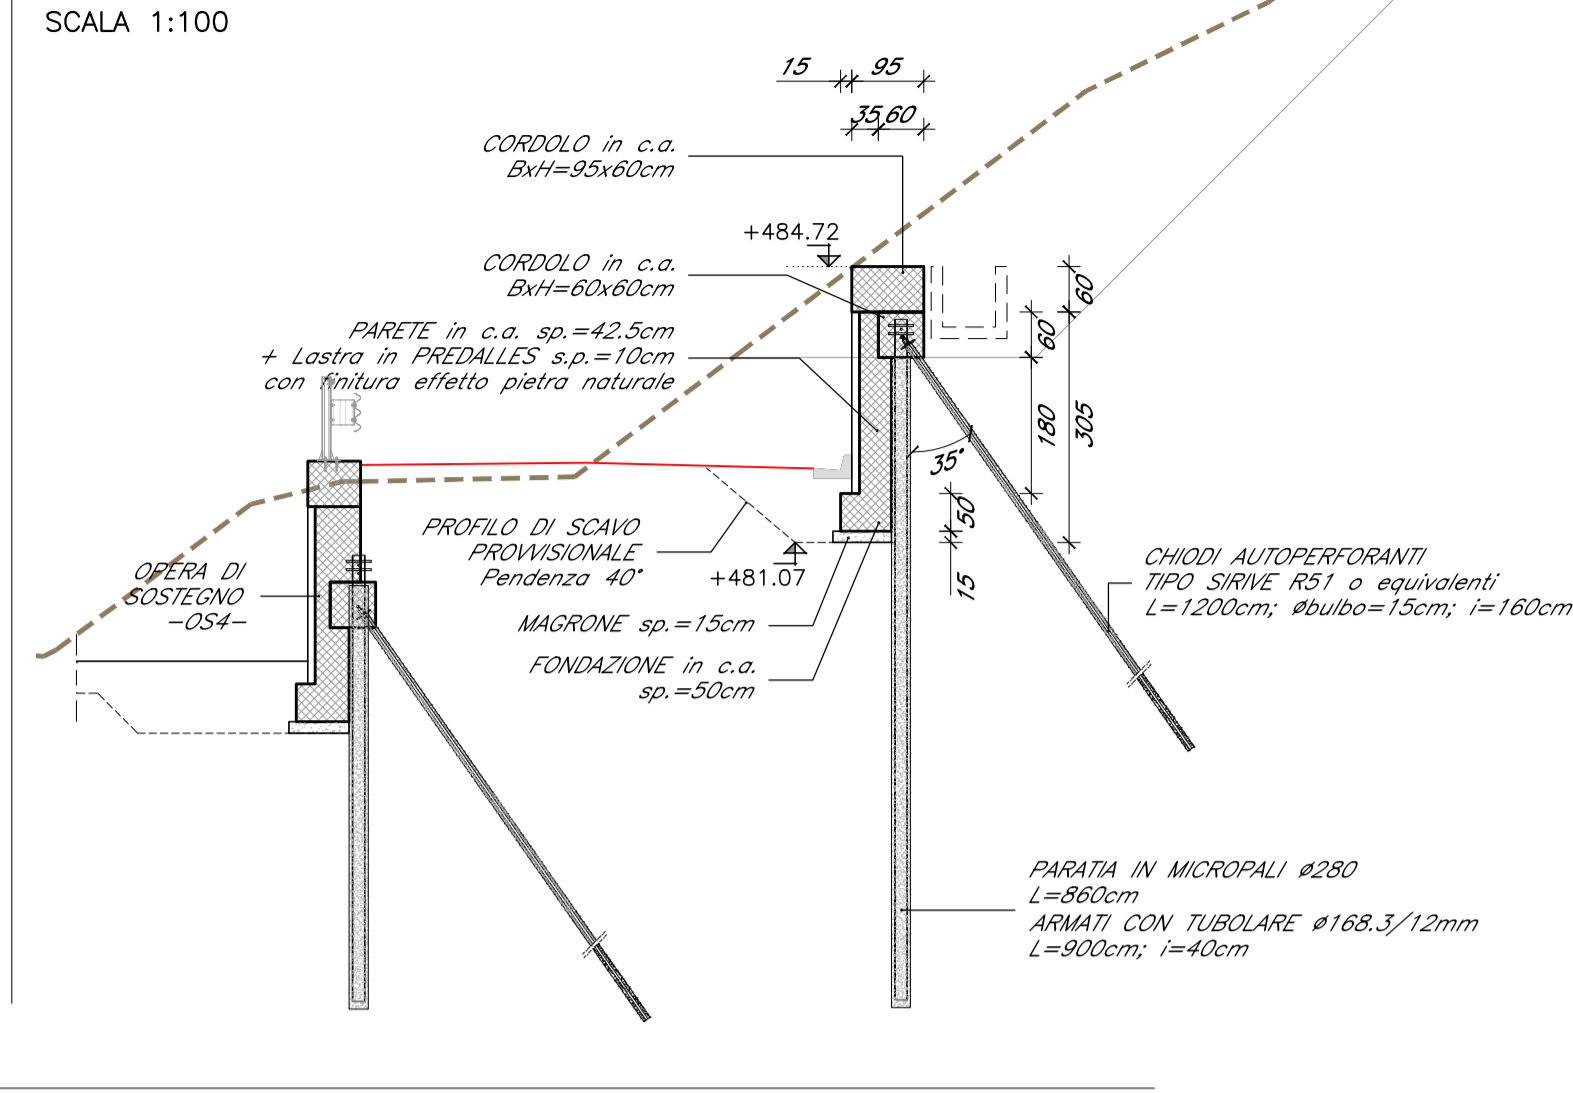 SCALA 1:100
15
95
35
60
CORDOLO in c.a.
BxH=95x60cm
+484.72
CORDOLO in c.a.
BxH=60x60cm
60
60
PARETE in c.a. sp.=42.5cm
+ Lastra in PREDALLES s.p.=10cm
con finitura effetto pietra naturale
180
305
35°
50
15
PROFILO DI SCAVO
PROVVISIONALE
Pendenza 40°
+481.07
OPERA DI
SOSTEGNO
-OS4-
MAGRONE sp.=15cm
FONDAZIONE in c.a.
sp.=50cm
CHIODI AUTOPERFORANTI
TIPO SIRIVE R51 o equivalenti
L=1200cm; øbulbo=15cm; i=160cm
PARATIA IN MICROPALI ø280
L=860cm
ARMATI CON TUBOLARE ø168.3/12mm
L=900cm; i=40cm